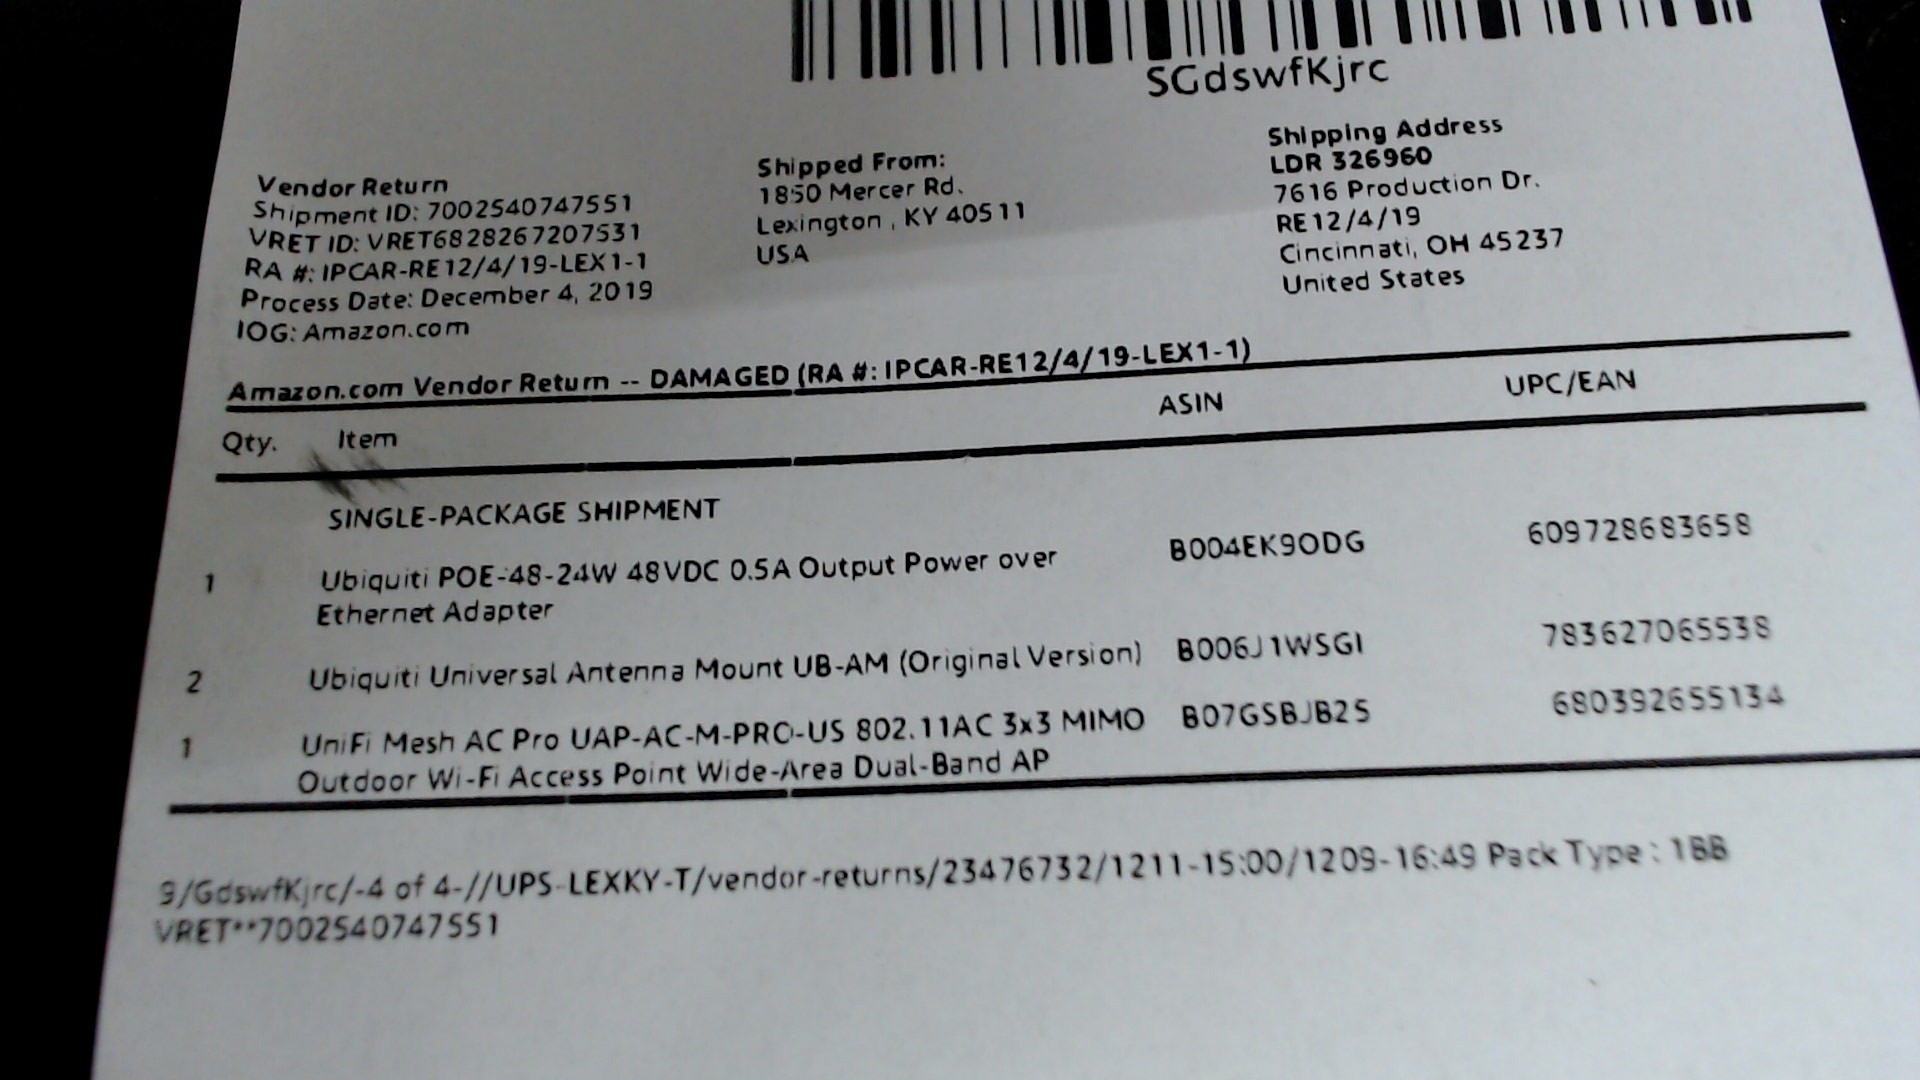 SGdswfKjrc
Vendor Return
Shipment ID: 7002540747551
VRET ID: VRET6828267207531
RA #: IPCAR-RE12/4/19-LEX1-1
Process Date: December 4, 2019
IOG: Amazon.com
Shipped From:
1850 Mercer Rd.
Lexington , KY 40511
USA
Shipping Address
LDR 326960
7616 Production Dr.
RE12/4/19
Cincinnati, OH 45237
United States
Amazon.com Vendor Return -- DAMAGED (RA #: IPCAR-RE12/4/19-LEX1-1)
Qty. Item ASIN UPC/EAN
SINGLE-PACKAGE SHIPMENT
1 Ubiquiti POE-48-24W 48VDC 0.5A Output Power over B004EK9ODG 609728683658
Ethernet Adapter
2 Ubiquiti Universal Antenna Mount UB-AM (Original Version) B006J1WSGI 783627065538
1 UniFi Mesh AC Pro UAP-AC-M-PRO-US 802.11AC 3x3 MIMO B07GSBJB2S 680392655134
Outdoor Wi-Fi Access Point Wide-Area Dual-Band AP
9/GdswfKjrc/-4 of 4-//UPS-LEXKY-T/vendor-returns/23476732/1211-15:00/1209-16:49 Pack Type : 1BB
VRET**7002540747551